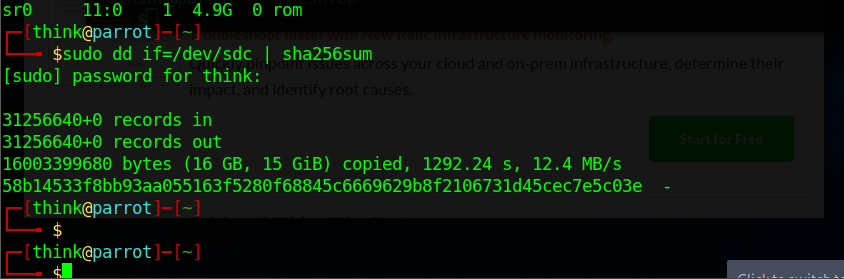 sr0     11:0    1  4.9G  0 rom
┌─[think@parrot]─[~]
└──╼ $sudo dd if=/dev/sdc | sha256sum
Troubleshoot faster with New Relic Infrastructure Monitoring.
[sudo] password for think:
Quickly pinpoint issues across your cloud and on-prem infrastructure, determine their
impact, and identify root causes.
31256640+0 records in
31256640+0 records out
Start for Free
16003399680 bytes (16 GB, 15 GiB) copied, 1292.24 s, 12.4 MB/s
58b14533f8bb93aa055163f5280f68845c6669629b8f2106731d45cec7e5c03e  -
┌─[think@parrot]─[~]
└──╼ $
┌─[think@parrot]─[~]
└──╼ $
Click to switch to